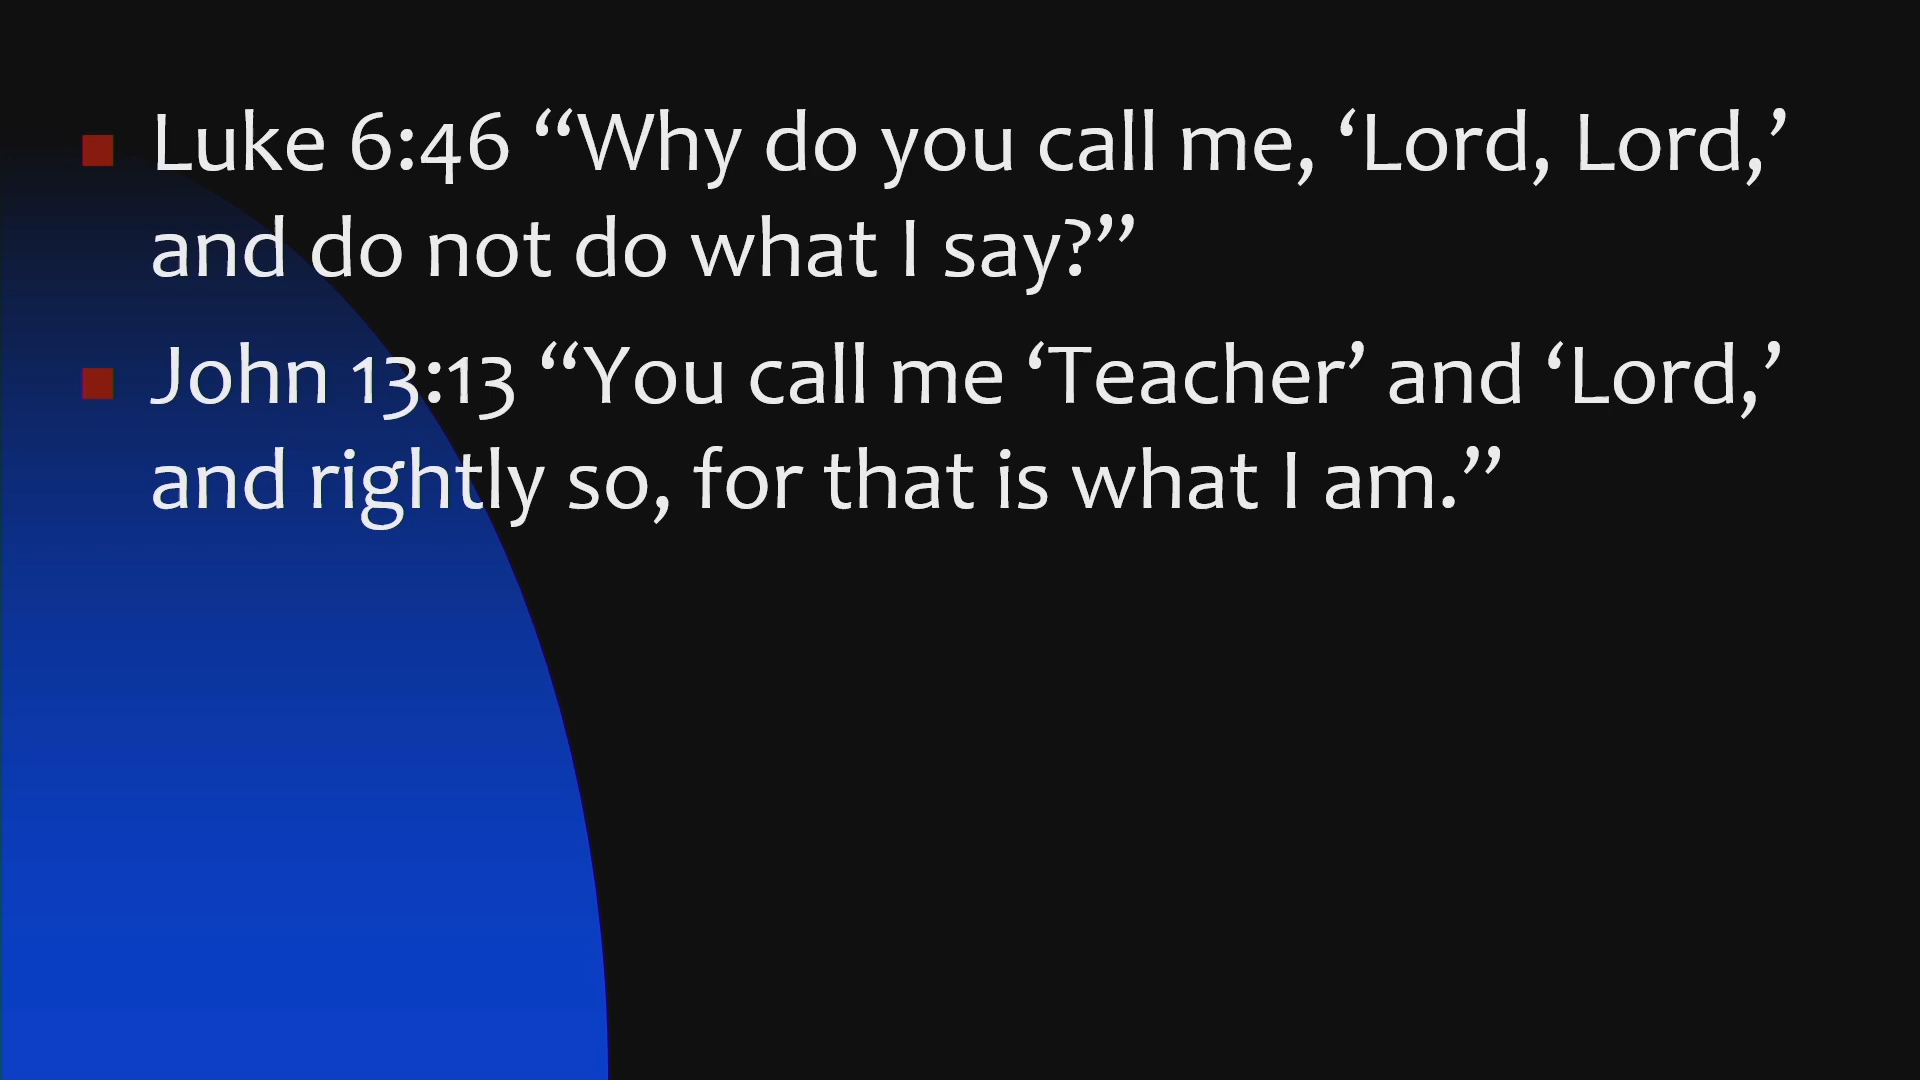 Luke 6:46 “Why do you call me, ‘Lord, Lord,’
and do not do what I say?”
John 13:13 “You call me ‘Teacher’ and ‘Lord,’
and rightly so, for that is what I am.”